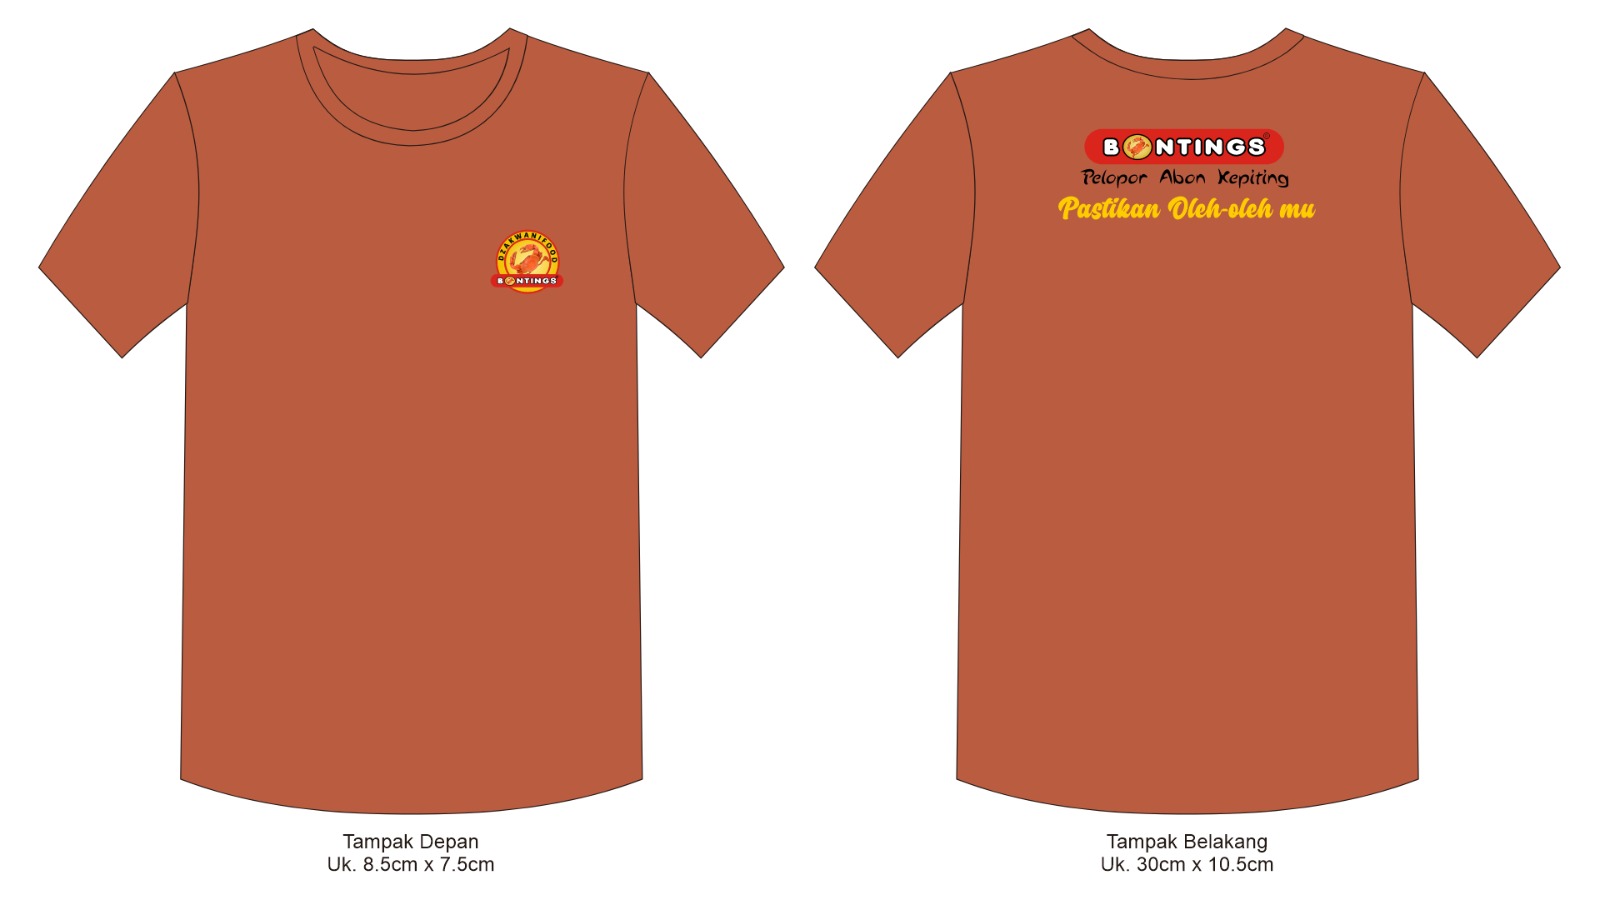 DZAKWANIFOOD
BONTINGS
BONTINGS®
Pelopor Abon Kepiting
Pastikan Oleh-oleh mu
Tampak Depan
Uk. 8.5cm x 7.5cm
Tampak Belakang
Uk. 30cm x 10.5cm